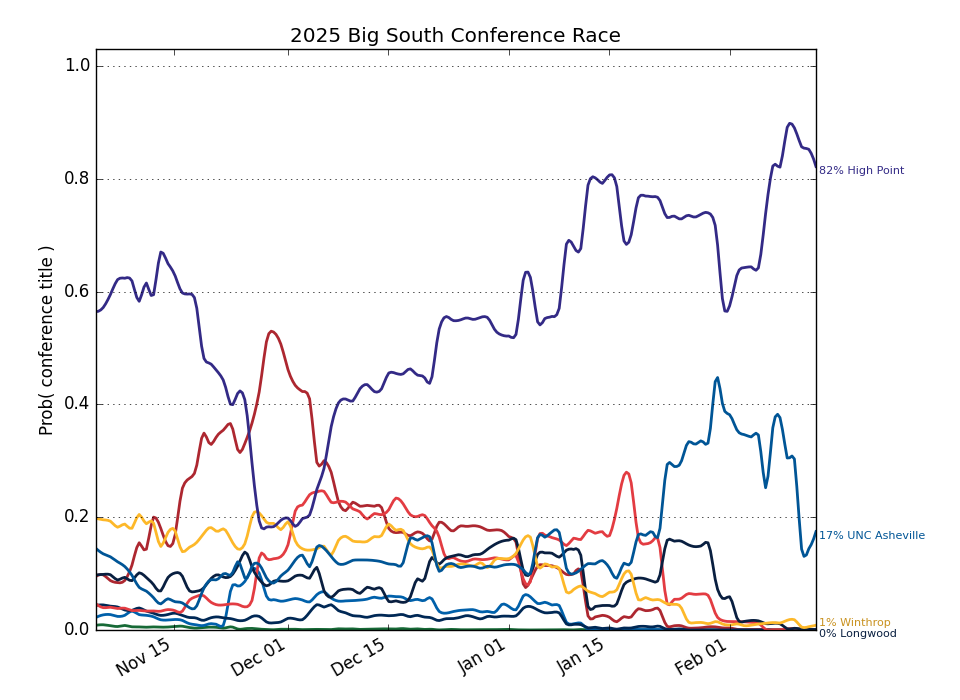 2025 Big South Conference Race
1.0
0.8
0.6
0.4
0.2
0.0
Prob( conference title )
82% High Point
17% UNC Asheville
1% Winthrop
0% Longwood
Nov 15
Dec 01
Dec 15
Jan 01
Jan 15
Feb 01